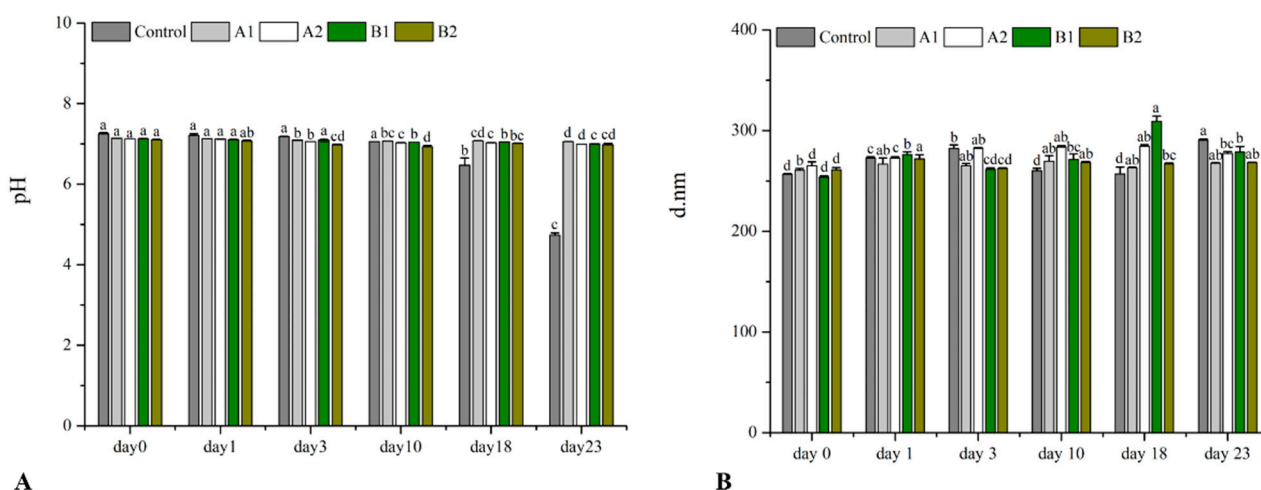 10
Control A1 A2 B1 B2
8
6
4
2
0
pH
a a a a a
a a a a ab
a b b a cd
a bc c b d
b cd c b bc
c d d c cd
day0 day1 day3 day10 day18 day23
A
400
Control A1 A2 B1 B2
300
200
100
0
d.nm
d b d d d
c ab c b a
b ab ab cd cd
d ab ab bc ab
d ab ab a bc
a ab bc b ab
day 0 day 1 day 3 day 10 day 18 day 23
B